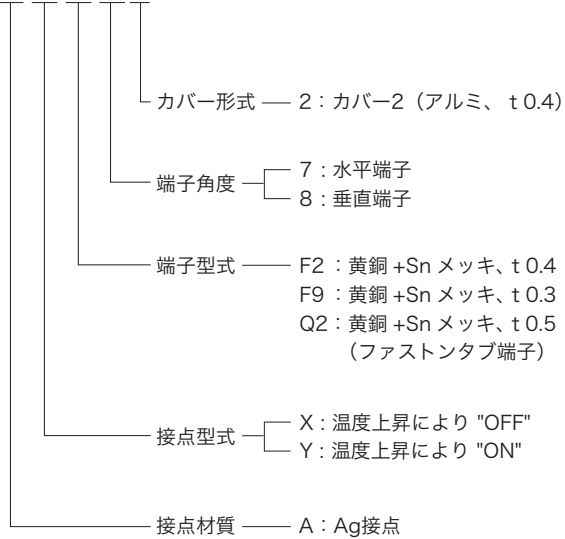 カバー形式 2：カバー2（アルミ、 t 0.4）
端子角度 7：水平端子
8：垂直端子
端子型式 F2：黄銅 +Sn メッキ、t 0.4
F9：黄銅 +Sn メッキ、t 0.3
Q2：黄銅 +Sn メッキ、t 0.5
（ファストンタブ端子）
接点型式 X：温度上昇により "OFF"
Y：温度上昇により "ON"
接点材質 A：Ag接点